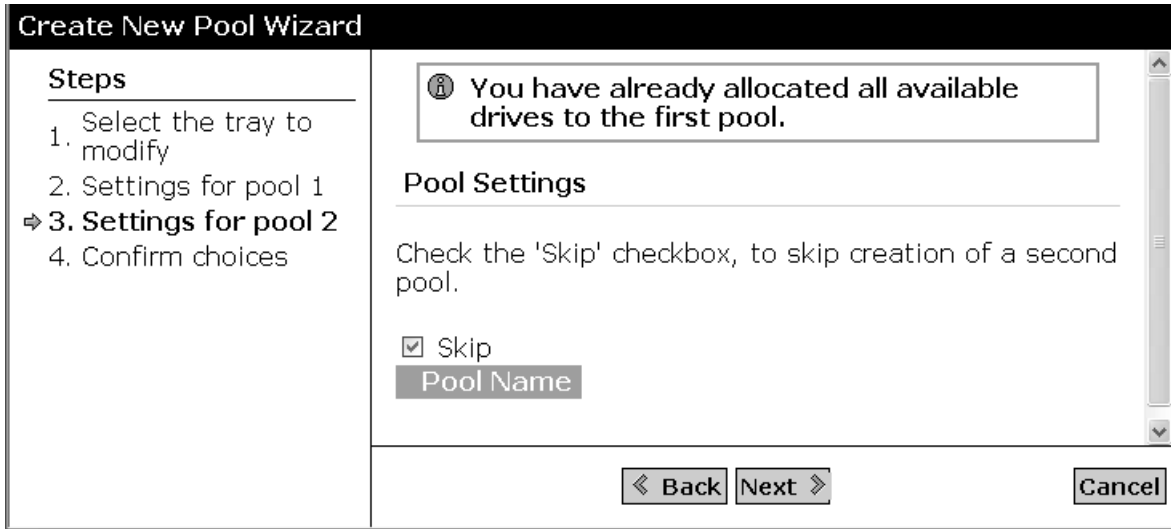 Create New Pool Wizard
Steps
1. Select the tray to
modify
2. Settings for pool 1
3. Settings for pool 2
4. Confirm choices
You have already allocated all available
drives to the first pool.
Pool Settings
Check the 'Skip' checkbox, to skip creation of a second
pool.
Skip
Pool Name
Back
Next
Cancel